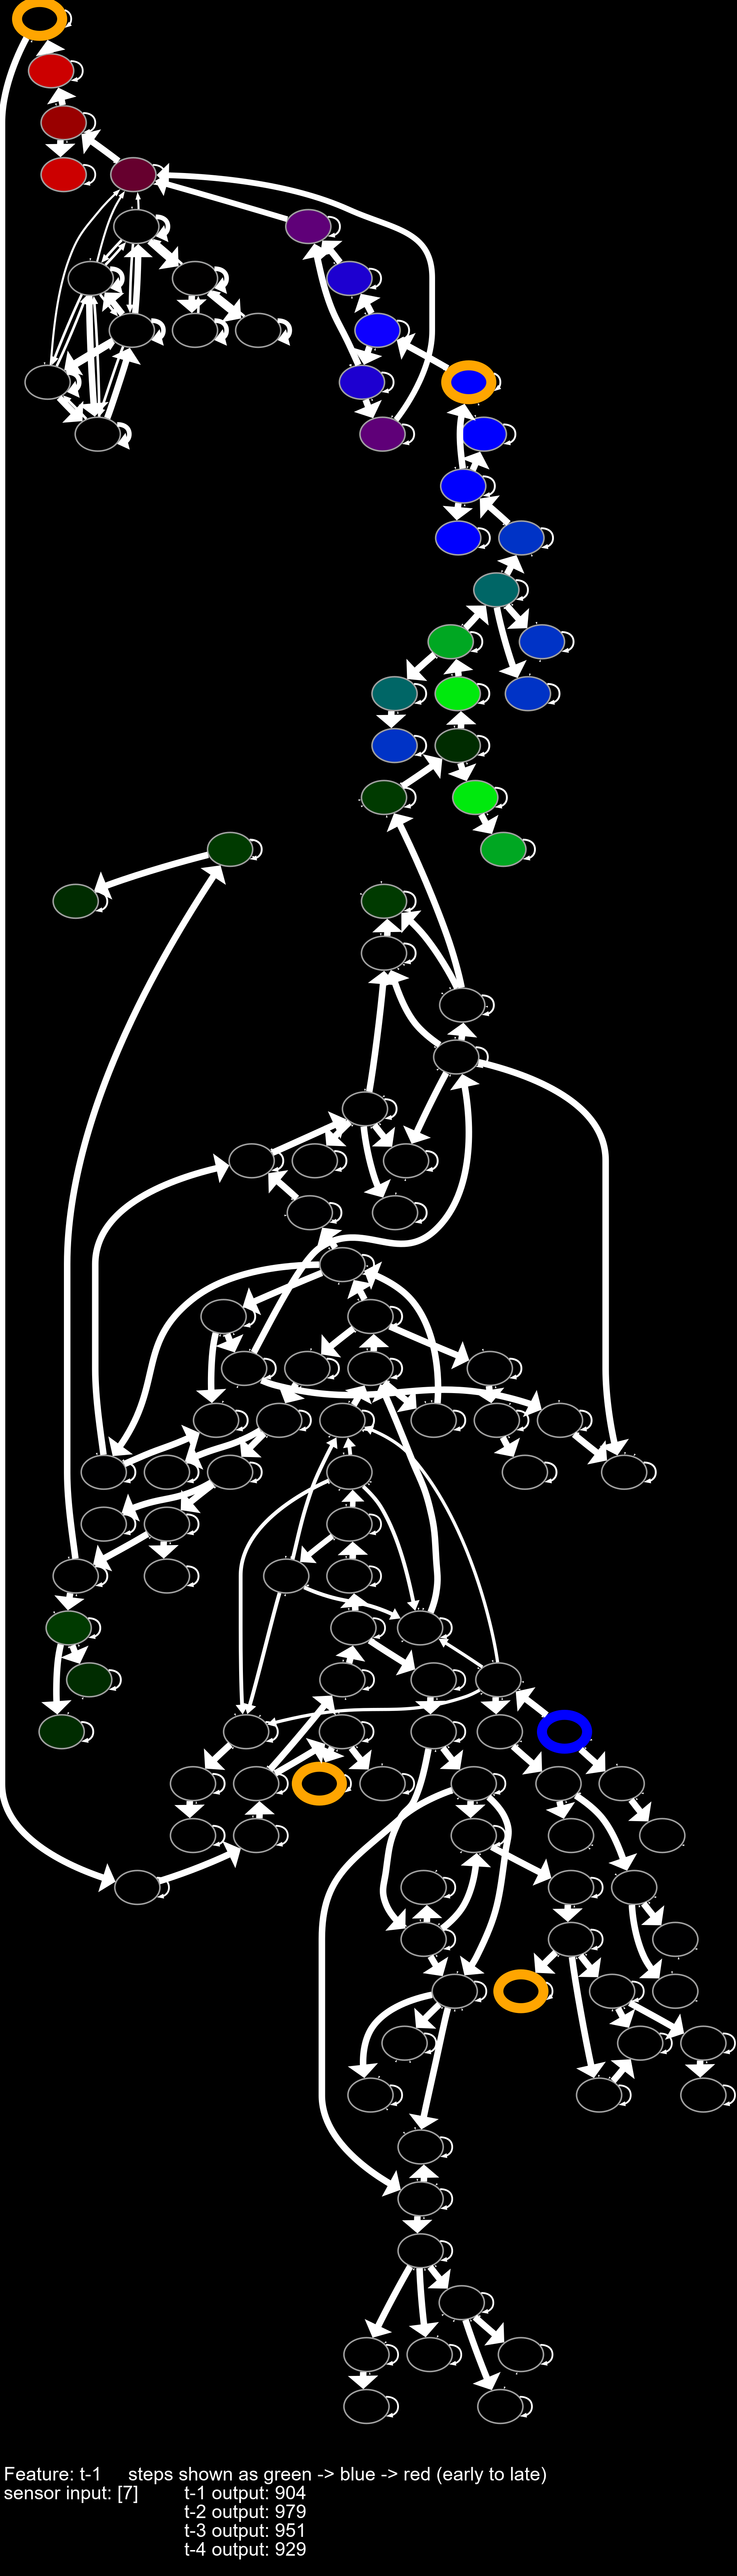 Feature: t-1 steps shown as green -> blue -> red (early to late)
sensor input: [7] t-1 output: 904
t-2 output: 979
t-3 output: 951
t-4 output: 929